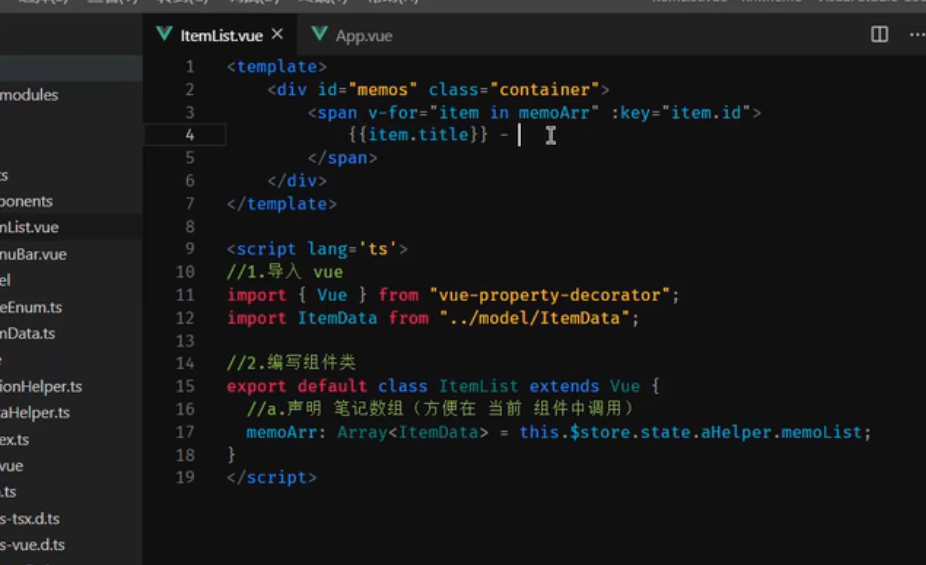 ItemList.vue ×
App.vue
modules
ts
ponents
mList.vue
nuBar.vue
el
eEnum.ts
mData.ts
ionHelper.ts
taHelper.ts
ex.ts
vue
.ts
s-tsx.d.ts
s-vue.d.ts
1 <template>
2 <div id="memos" class="container">
3 <span v-for="item in memoArr" :key="item.id">
4 {{item.title}} -
5 </span>
6 </div>
7 </template>
8
9 <script lang='ts'>
10 //1.导入 vue
11 import { Vue } from "vue-property-decorator";
12 import ItemData from "../model/ItemData";
13
14 //2.编写组件类
15 export default class ItemList extends Vue {
16 //a.声明 笔记数组（方便在 当前 组件中调用）
17 memoArr: Array<ItemData> = this.$store.state.aHelper.memoList;
18 }
19 </script>